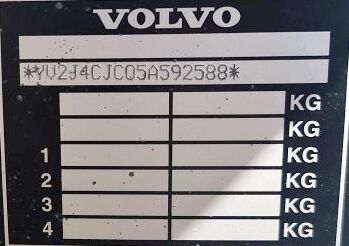 VOLVO
*YV2J4CJC05A592588*
KG
KG
1 KG
2 KG
3 KG
4 KG